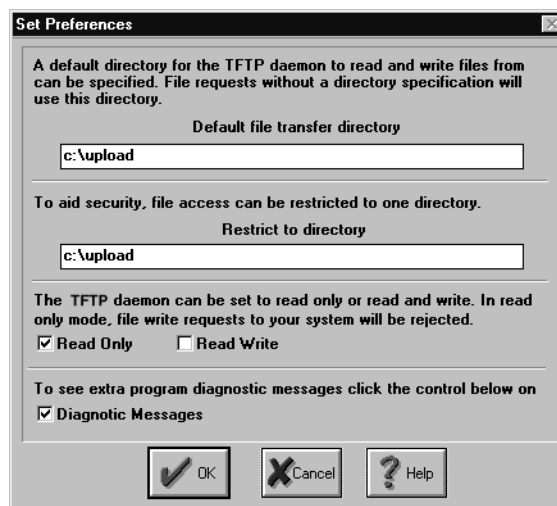 Set Preferences
A default directory for the TFTP daemon to read and write files from
can be specified. File requests without a directory specification will
use this directory.
Default file transfer directory
c:\upload
To aid security, file access can be restricted to one directory.
Restrict to directory
c:\upload
The TFTP daemon can be set to read only or read and write. In read
only mode, file write requests to your system will be rejected.
Read Only Read Write
To see extra program diagnostic messages click the control below on
Diagnotic Messages
OK Cancel Help